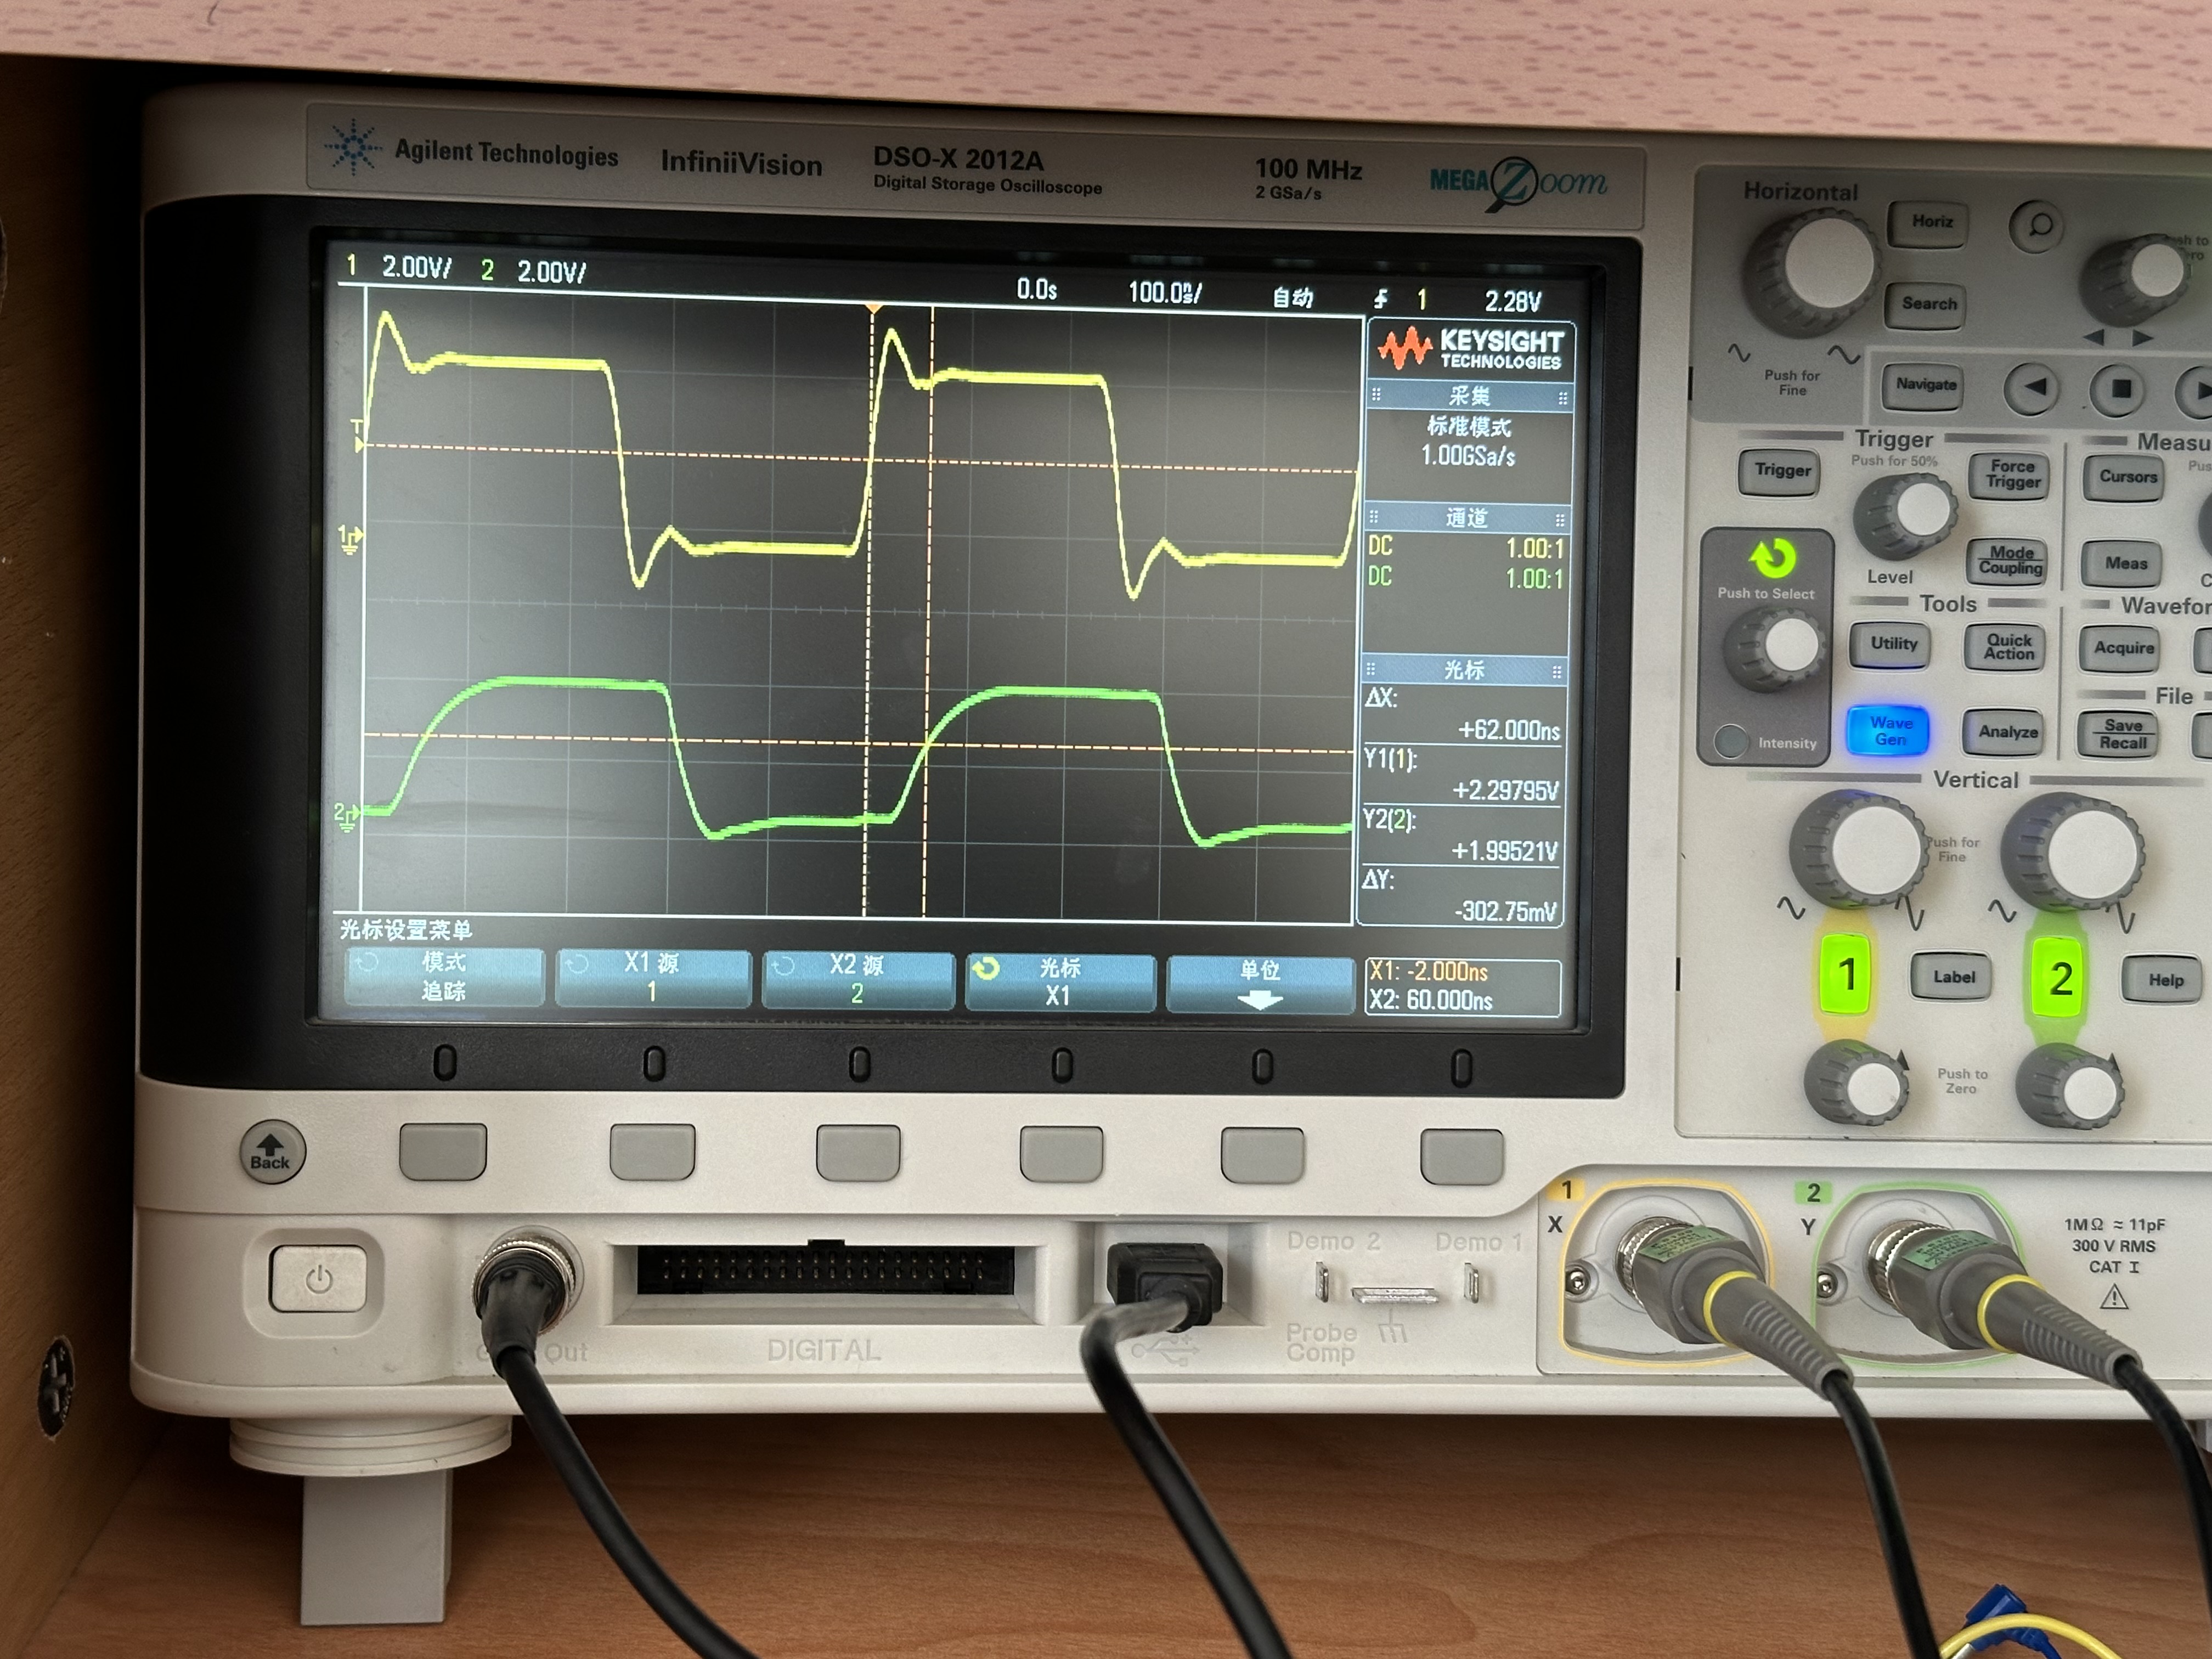 Agilent Technologies InfiniiVision DSO-X 2012A 100 MHz MEGA Zoom
Digital Storage Oscilloscope 2 GSa/s
1 2.00V/ 2 2.00V/ 0.0s 100.0ns/ 自动 1 2.28V
KEYSIGHT
TECHNOLOGIES
采集
标准模式
1.00GSa/s
通道
DC 1.00:1
DC 1.00:1
光标
ΔX:
+62.000ns
Y1(1):
+2.29795V
Y2(2):
+1.99521V
ΔY:
-302.75mV
T
1
2
光标设置菜单
模式 X1 源 X2 源 光标 单位
追踪 1 2 X1
X1: -2.000ns
X2: 60.000ns
Horizontal
Horiz
Search
Push for
Fine
Navigate
Trigger
Push for 50%
Trigger
Force
Trigger
Level
Mode
Coupling
Cursors
Meas
Push to Select
Intensity
Tools
Utility
Quick
Action
Wave
Gen
Analyze
Acquire
File
Save
Recall
Vertical
Push for
Fine
1
Label
2
Help
Push to
Zero
Back
Out
DIGITAL
Demo 2
Demo 1
Probe
Comp
1
X
2
Y
1MΩ ≈ 11pF
300 V RMS
CAT I